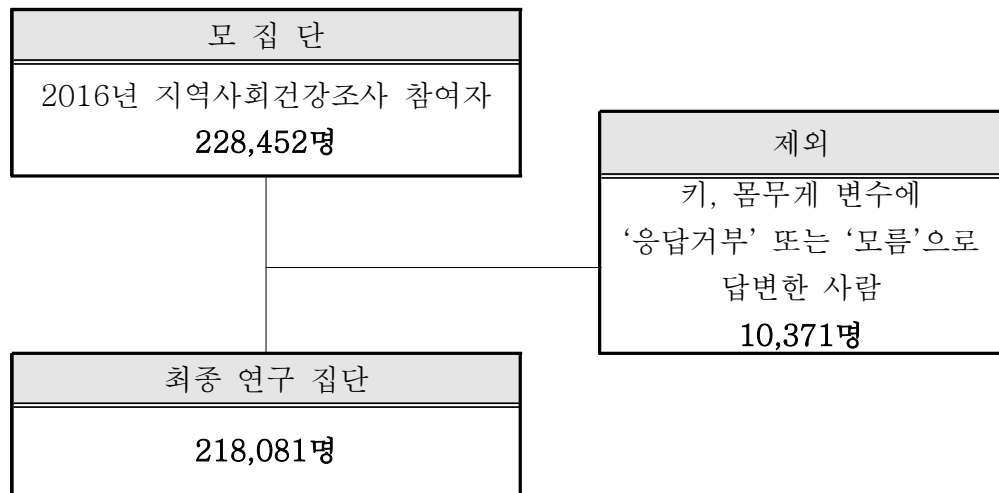 모 집 단
2016년 지역사회건강조사 참여자
228,452명
제외
키, 몸무게 변수에
‘응답거부’ 또는 ‘모름’으로
답변한 사람
10,371명
최종 연구 집단
218,081명